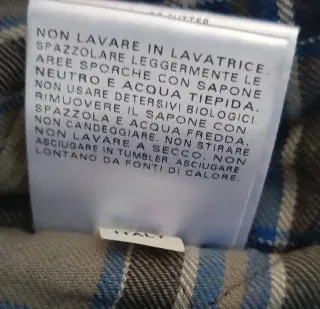 NON LAVARE IN LAVATRICE.
SPAZZOLARE LEGGERMENTE LE
AREE SPORCHE CON SAPONE
NEUTRO E ACQUA TIEPIDA.
NON USARE DETERSIVI BIOLOGICI.
RIMUOVERE IL SAPONE CON
SPAZZOLA E ACQUA FREDDA.
NON CANDEGGIARE. NON STIRARE
NON LAVARE A SECCO. NON
ASCIUGARE IN TUMBLER. ASCIUGARE
LONTANO DA FONTI DI CALORE.
ITALY